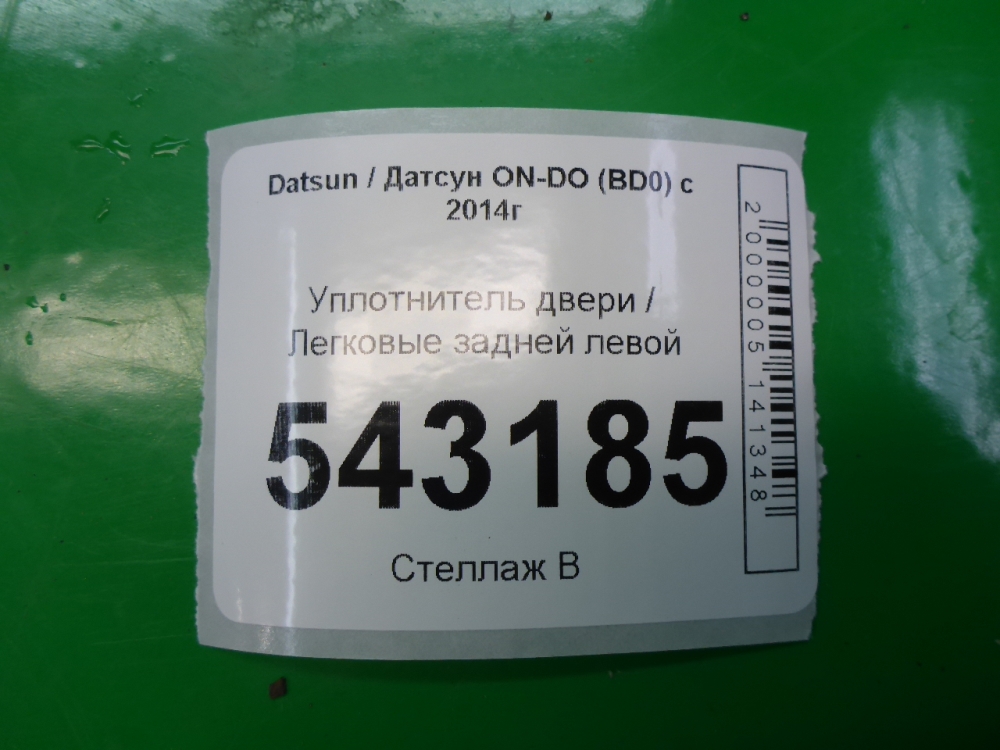 Datsun / Датсун ON-DO (BD0) с
2014г
Уплотнитель двери /
Легковые задней левой
543185
Стеллаж В
2000005141348